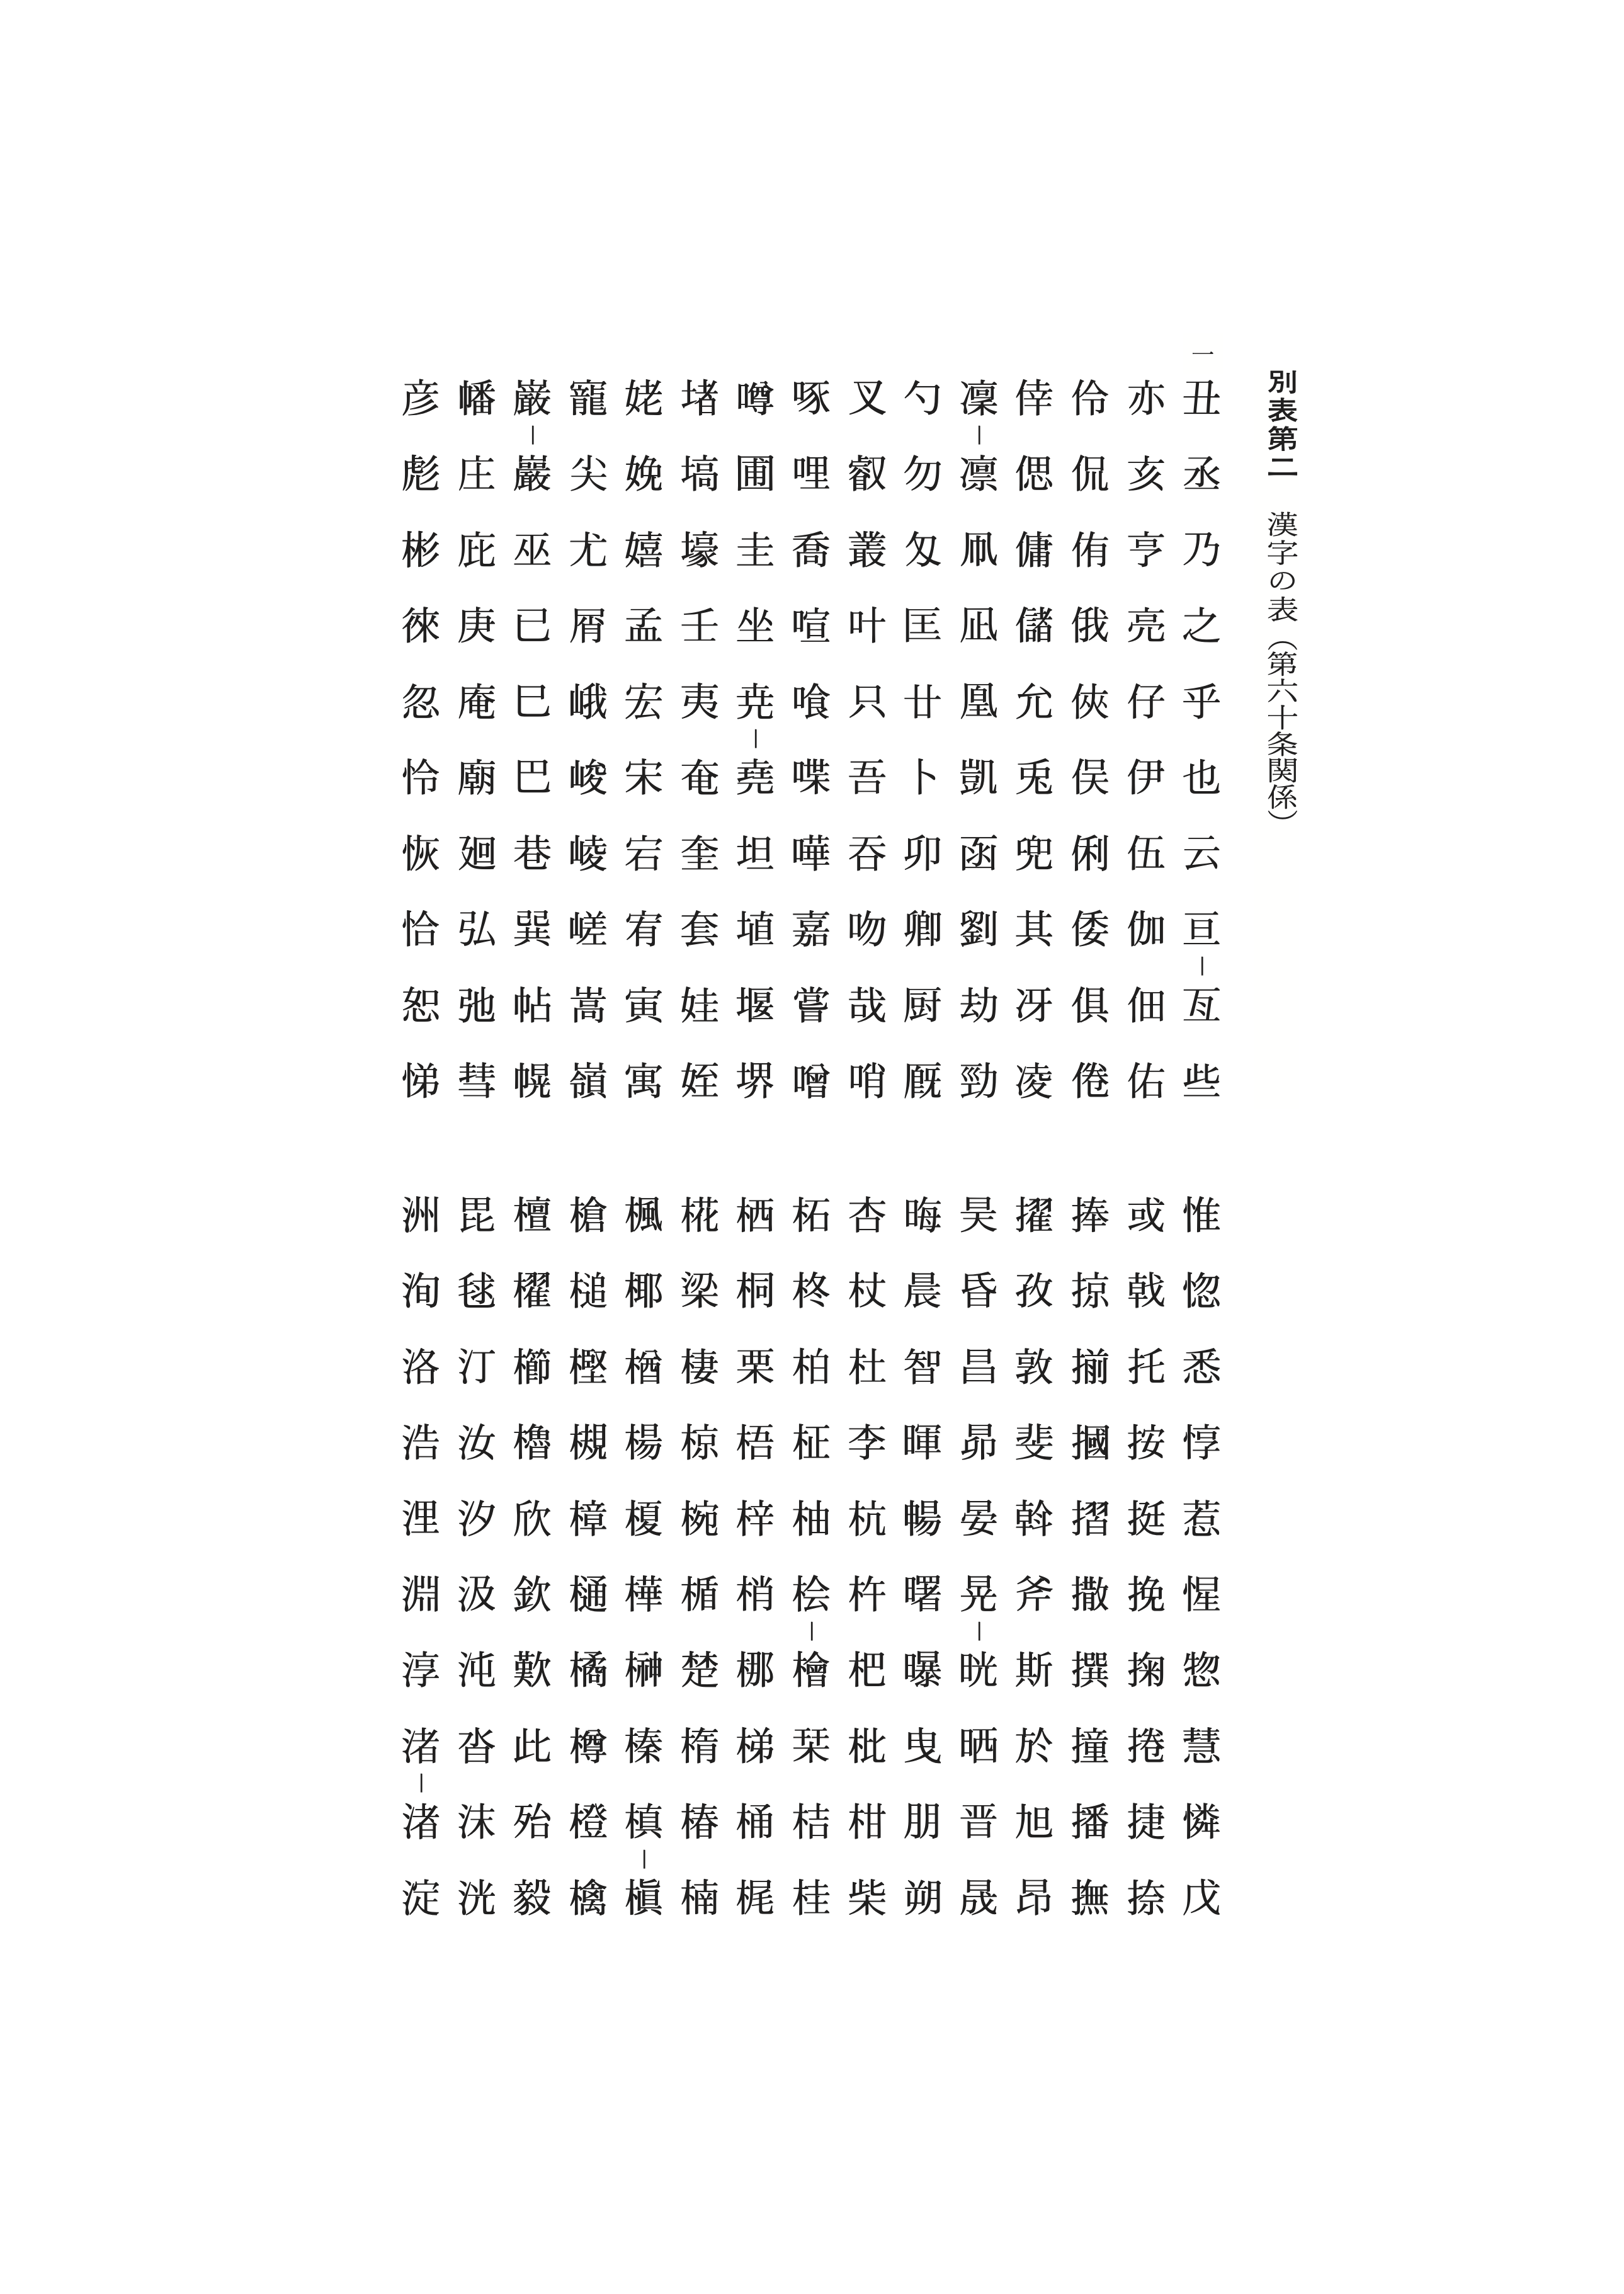 別表第二　漢字の表（第六十条関係）
一
丑丞乃之乎也云亘―亙些
亦亥亨亮仔伊伍伽佃佑
伶侃侑俄俠俣俐倭俱倦
倖偲傭儲允兎兜其冴凌
凜―凛凧凪凰凱函劉劫勁
勺勿匁匡廿卜卯卿厨厩
叉叡叢叶只吾吞吻哉哨
啄哩喬喧喰喋嘩嘉嘗噌
噂圃圭坐尭―堯坦埴堰堺
堵塙壕壬夷奄奎套娃姪
姥娩嬉孟宏宋宕宥寅寓
寵尖尤屑峨峻崚嵯嵩嶺
巌―巖巫已巳巴巷巽帖幌
幡庄庇庚庵廟廻弘弛彗
彦彪彬徠忽怜恢恰恕悌
惟惚悉惇惹惺惣慧憐戊
或戟托按挺挽掬捲捷捺
捧掠揃摑摺撒撰撞播撫
擢孜敦斐斡斧斯於旭昂
昊昏昌昴晏晃―晄晒晋晟
晦晨智暉暢曙曝曳朋朔
杏杖杜李杭杵杷枇柑柴
柘柊柏柾柚桧―檜栞桔桂
栖桐栗梧梓梢梛梯桶梶
椛梁棲椋椀楯楚楕椿楠
楓椰楢楊榎樺榊榛槙―槇
槍槌樫槻樟樋橘樽橙檎
檀櫂櫛櫓欣欽歎此殆毅
毘毬汀汝汐汲沌沓沫洸
洲洵洛浩浬淵淳渚―渚淀